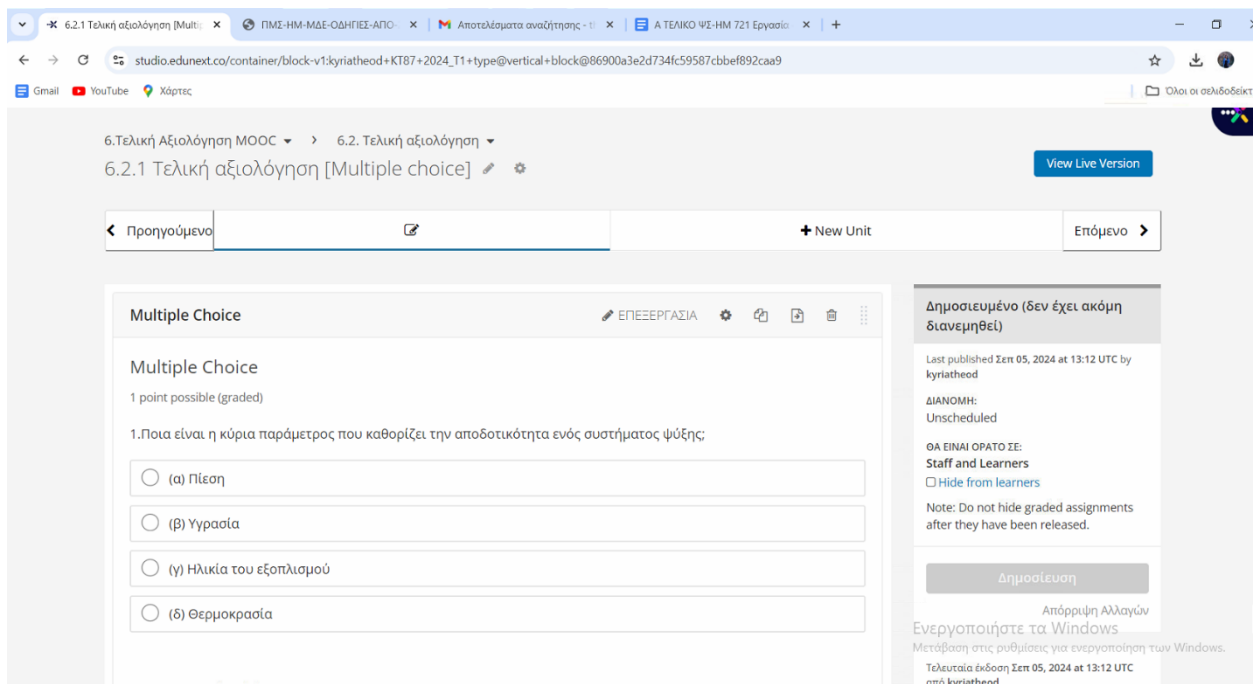 6.2.1 Τελική αξιολόγηση [Multip
ΠΜΣ-ΗΜ-ΜΔΕ-ΟΔΗΓΙΕΣ-ΑΠΟ-
Αποτελέσματα αναζήτησης - t
Α ΤΕΛΙΚΟ ΨΣ-ΗΜ 721 Εργασία
studio.edunext.co/container/block-v1:kyriatheod+KT87+2024_T1+type@vertical+block@86900a3e2d734fc59587cbbef892caa9
Gmail YouTube Χάρτες Όλοι οι σελιδοδείκτ
6.Τελική Αξιολόγηση MOOC > 6.2. Τελική αξιολόγηση
6.2.1 Τελική αξιολόγηση [Multiple choice]
View Live Version
Προηγούμενο
+ New Unit
Επόμενο
Multiple Choice
ΕΠΕΞΕΡΓΑΣΙΑ
Multiple Choice
1 point possible (graded)
1.Ποια είναι η κύρια παράμετρος που καθορίζει την αποδοτικότητα ενός συστήματος ψύξης;
(α) Πίεση
(β) Υγρασία
(γ) Ηλικία του εξοπλισμού
(δ) Θερμοκρασία
Δημοσιευμένο (δεν έχει ακόμη
διανεμηθεί)
Last published Σεπ 05, 2024 at 13:12 UTC by
kyriatheod
ΔΙΑΝΟΜΗ:
Unscheduled
ΘΑ ΕΙΝΑΙ ΟΡΑΤΟ ΣΕ:
Staff and Learners
Hide from learners
Note: Do not hide graded assignments
after they have been released.
Δημοσίευση
Απόρριψη Αλλαγών
Ενεργοποιήστε τα Windows
Μετάβαση στις ρυθμίσεις για ενεργοποίηση των Windows.
Τελευταία έκδοση Σεπ 05, 2024 at 13:12 UTC
από kyriatheod